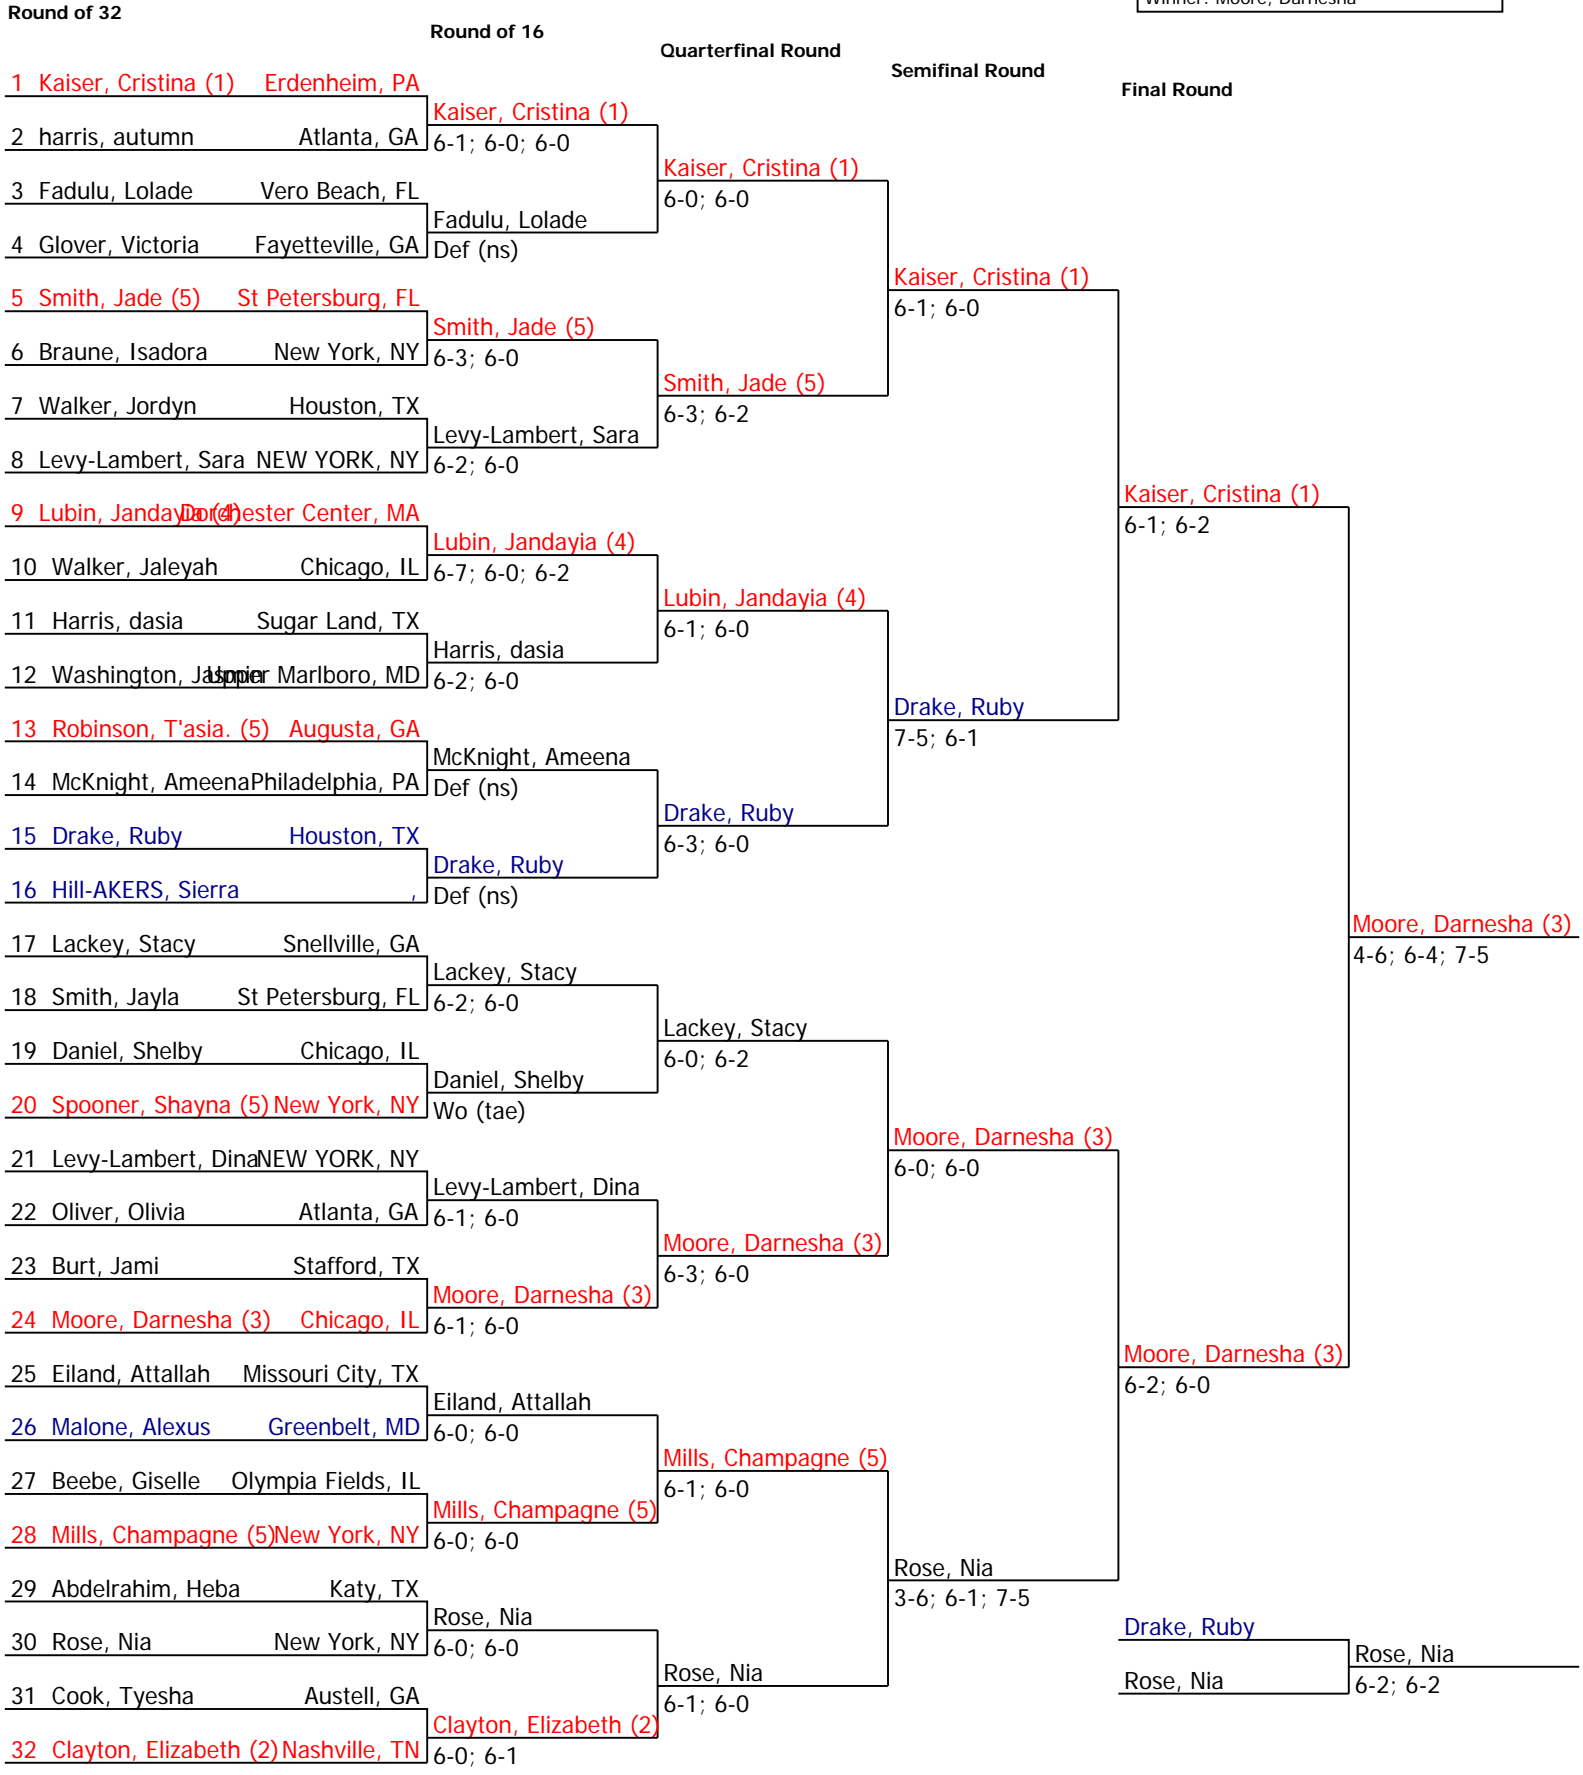 Winner: Moore, Darnesha
Round of 32
Round of 16
Quarterfinal Round
Semifinal Round
Final Round
1 Kaiser, Cristina (1) Erdenheim, PA
2 harris, autumn Atlanta, GA
3 Fadulu, Lolade Vero Beach, FL
4 Glover, Victoria Fayetteville, GA
5 Smith, Jade (5) St Petersburg, FL
6 Braune, Isadora New York, NY
7 Walker, Jordyn Houston, TX
8 Levy-Lambert, Sara NEW YORK, NY
9 Lubin, Jandayia (4) Dorchester Center, MA
10 Walker, Jaleyah Chicago, IL
11 Harris, dasia Sugar Land, TX
12 Washington, Jasmin Upper Marlboro, MD
13 Robinson, T'asia. (5) Augusta, GA
14 McKnight, Ameena Philadelphia, PA
15 Drake, Ruby Houston, TX
16 Hill-AKERS, Sierra ,
17 Lackey, Stacy Snellville, GA
18 Smith, Jayla St Petersburg, FL
19 Daniel, Shelby Chicago, IL
20 Spooner, Shayna (5) New York, NY
21 Levy-Lambert, Dina NEW YORK, NY
22 Oliver, Olivia Atlanta, GA
23 Burt, Jami Stafford, TX
24 Moore, Darnesha (3) Chicago, IL
25 Eiland, Attallah Missouri City, TX
26 Malone, Alexus Greenbelt, MD
27 Beebe, Giselle Olympia Fields, IL
28 Mills, Champagne (5) New York, NY
29 Abdelrahim, Heba Katy, TX
30 Rose, Nia New York, NY
31 Cook, Tyesha Austell, GA
32 Clayton, Elizabeth (2) Nashville, TN
Kaiser, Cristina (1)
6-1; 6-0; 6-0
Fadulu, Lolade
Def (ns)
Smith, Jade (5)
6-3; 6-0
Levy-Lambert, Sara
6-2; 6-0
Lubin, Jandayia (4)
6-7; 6-0; 6-2
Harris, dasia
6-2; 6-0
McKnight, Ameena
Def (ns)
Drake, Ruby
Def (ns)
Lackey, Stacy
6-2; 6-0
Daniel, Shelby
Wo (tae)
Levy-Lambert, Dina
6-1; 6-0
Moore, Darnesha (3)
6-1; 6-0
Eiland, Attallah
6-0; 6-0
Mills, Champagne (5)
6-0; 6-0
Rose, Nia
6-0; 6-0
Clayton, Elizabeth (2)
6-0; 6-1
Kaiser, Cristina (1)
6-0; 6-0
Smith, Jade (5)
6-3; 6-2
Lubin, Jandayia (4)
6-1; 6-0
Drake, Ruby
6-3; 6-0
Lackey, Stacy
6-0; 6-2
Moore, Darnesha (3)
6-3; 6-0
Mills, Champagne (5)
6-1; 6-0
Rose, Nia
6-1; 6-0
Kaiser, Cristina (1)
6-1; 6-0
Drake, Ruby
7-5; 6-1
Moore, Darnesha (3)
6-0; 6-0
Rose, Nia
3-6; 6-1; 7-5
Kaiser, Cristina (1)
6-1; 6-2
Moore, Darnesha (3)
6-2; 6-0
Moore, Darnesha (3)
4-6; 6-4; 7-5
Drake, Ruby
Rose, Nia
Rose, Nia
6-2; 6-2